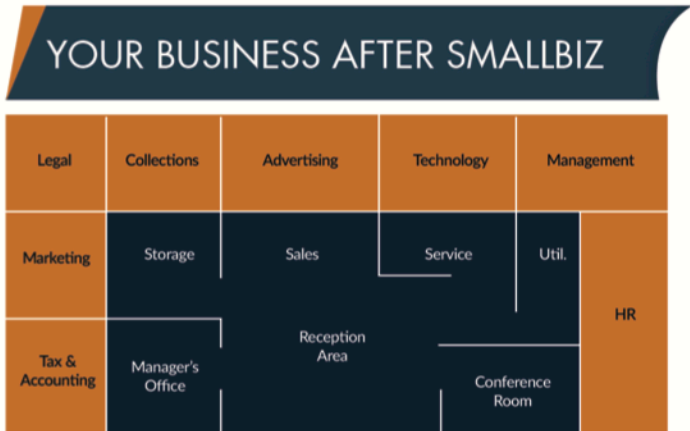 YOUR BUSINESS AFTER SMALLBIZ
Legal
Collections
Advertising
Technology
Management
Marketing
Storage
Sales
Service
Util.
HR
Reception
Area
Tax &
Accounting
Manager's
Office
Conference
Room